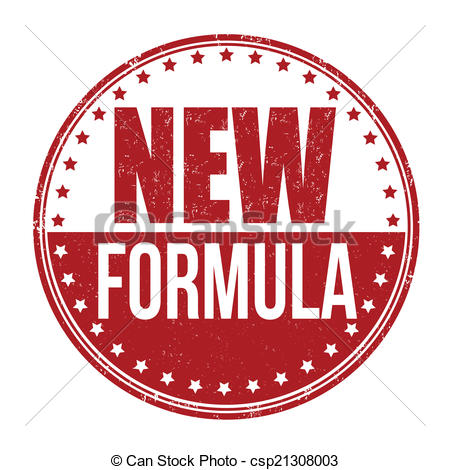 NEW
FORMULA
© Can Stock Photo - csp21308003